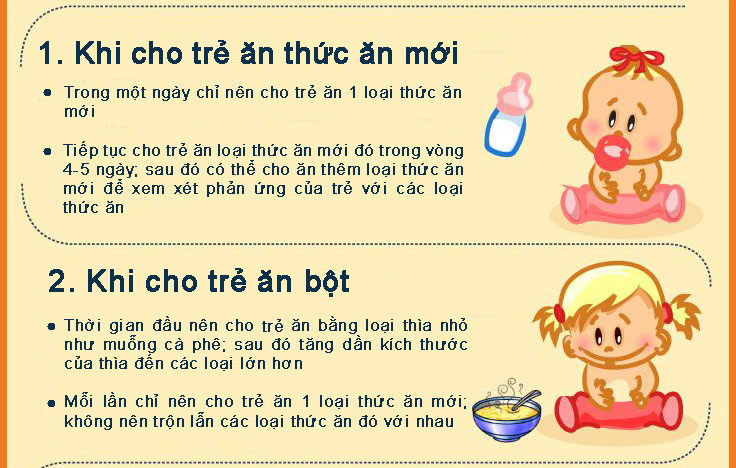 1. Khi cho trẻ ăn thức ăn mới
Trong một ngày chỉ nên cho trẻ ăn 1 loại thức ăn
mới
Tiếp tục cho trẻ ăn loại thức ăn mới đó trong vòng
4-5 ngày; sau đó có thể cho ăn thêm loại thức ăn
mới để xem xét phản ứng của trẻ với các loại
thức ăn
2. Khi cho trẻ ăn bột
Thời gian đầu nên cho trẻ ăn bằng loại thìa nhỏ
như muỗng cà phê; sau đó tăng dần kích thước
của thìa đến các loại lớn hơn
Mỗi lần chỉ nên cho trẻ ăn 1 loại thức ăn mới;
không nên trộn lẫn các loại thức ăn đó với nhau